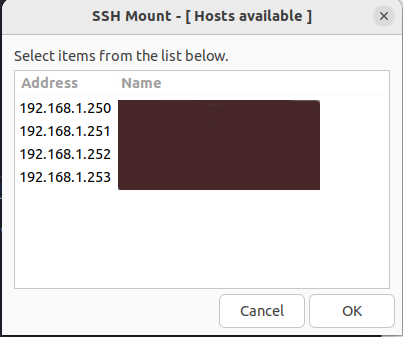 SSH Mount - [ Hosts available ]
Select items from the list below.
Address Name
192.168.1.250
192.168.1.251
192.168.1.252
192.168.1.253
Cancel OK